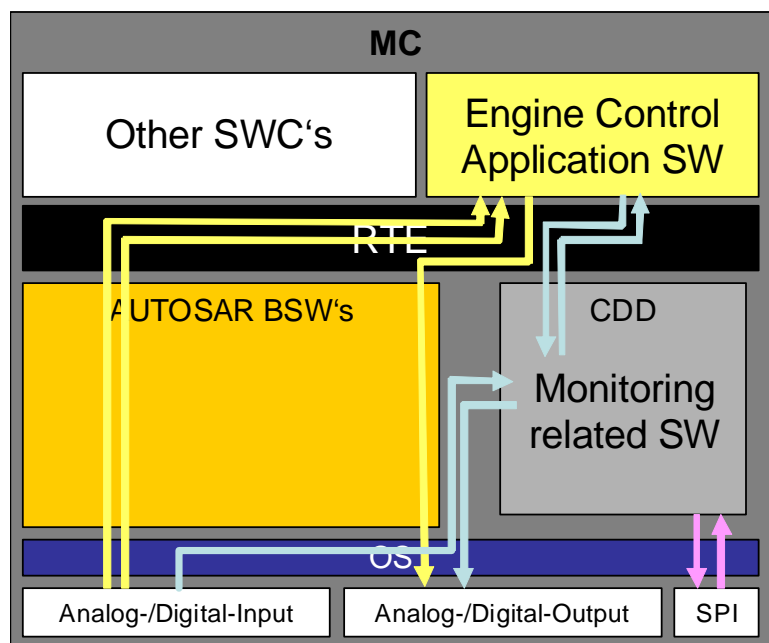 MC
Other SWC‘s
Engine Control
Application SW
RTE
AUTOSAR BSW‘s
CDD
Monitoring
related SW
OS
Analog-/Digital-Input
Analog-/Digital-Output
SPI